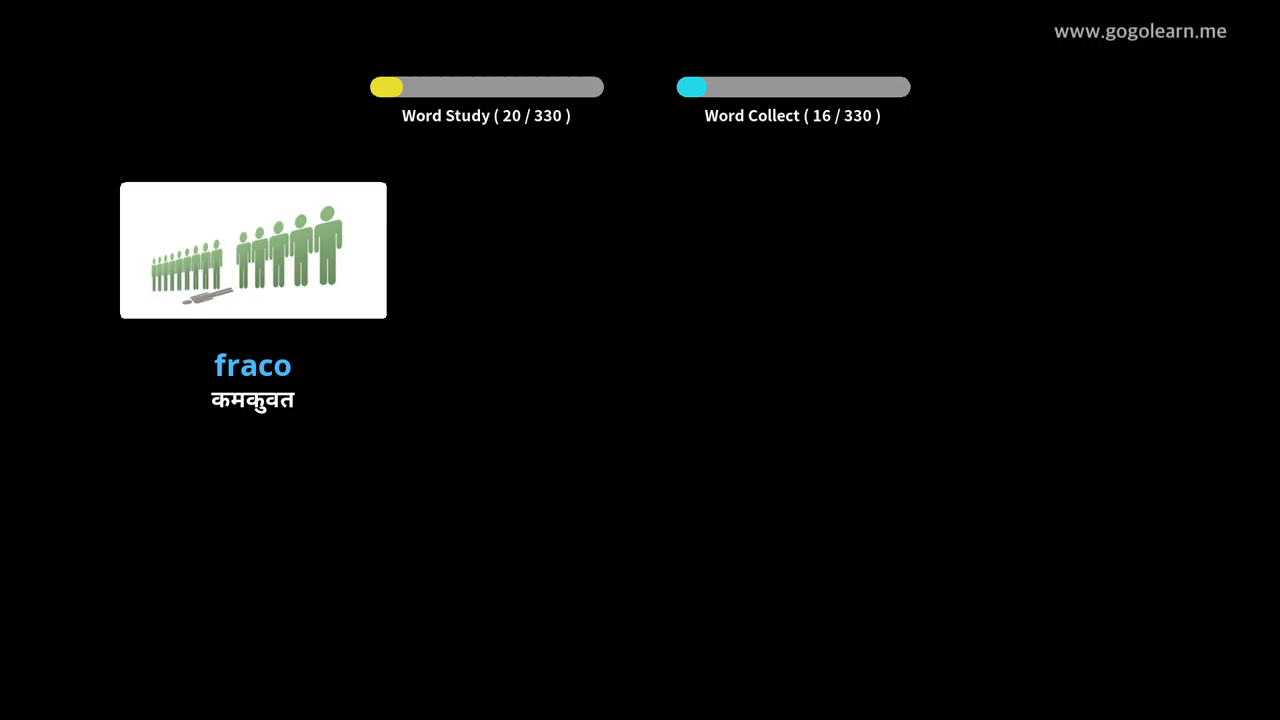 www.gogolearn.me
Word Study ( 20 / 330 )
Word Collect ( 16 / 330 )
fraco
कमकुवत